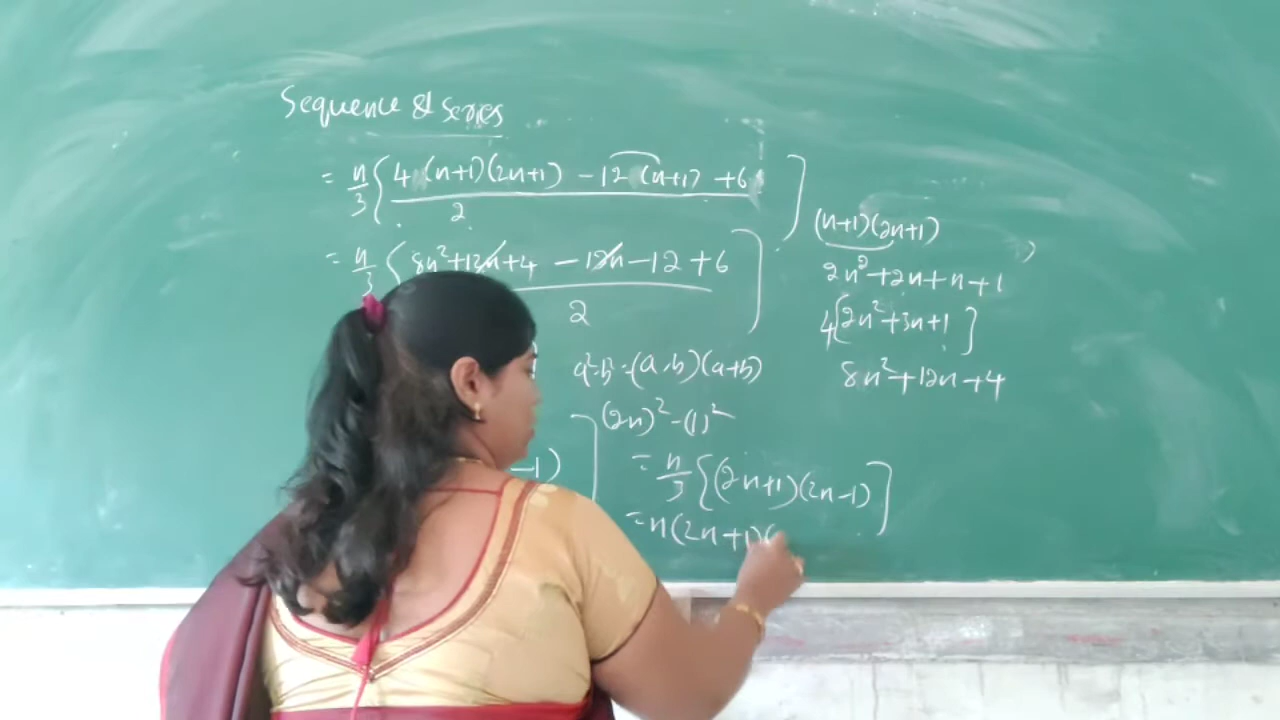 Sequence & Series
= n/3 { 4 (n+1)(2n+1) - 12 (n+1) + 6 / 2 }
= n/3 { 8n²+12n+4 - 12n - 12 + 6 / 2 }
a²-b² = (a-b)(a+b)
(2n)² - (1)²
-1)
= n/3 { (2n+1)(2n-1) }
= n(2n+1)(
(n+1)(2n+1)
2n²+2n+n+1
4[2n²+3n+1]
8n²+12n+4